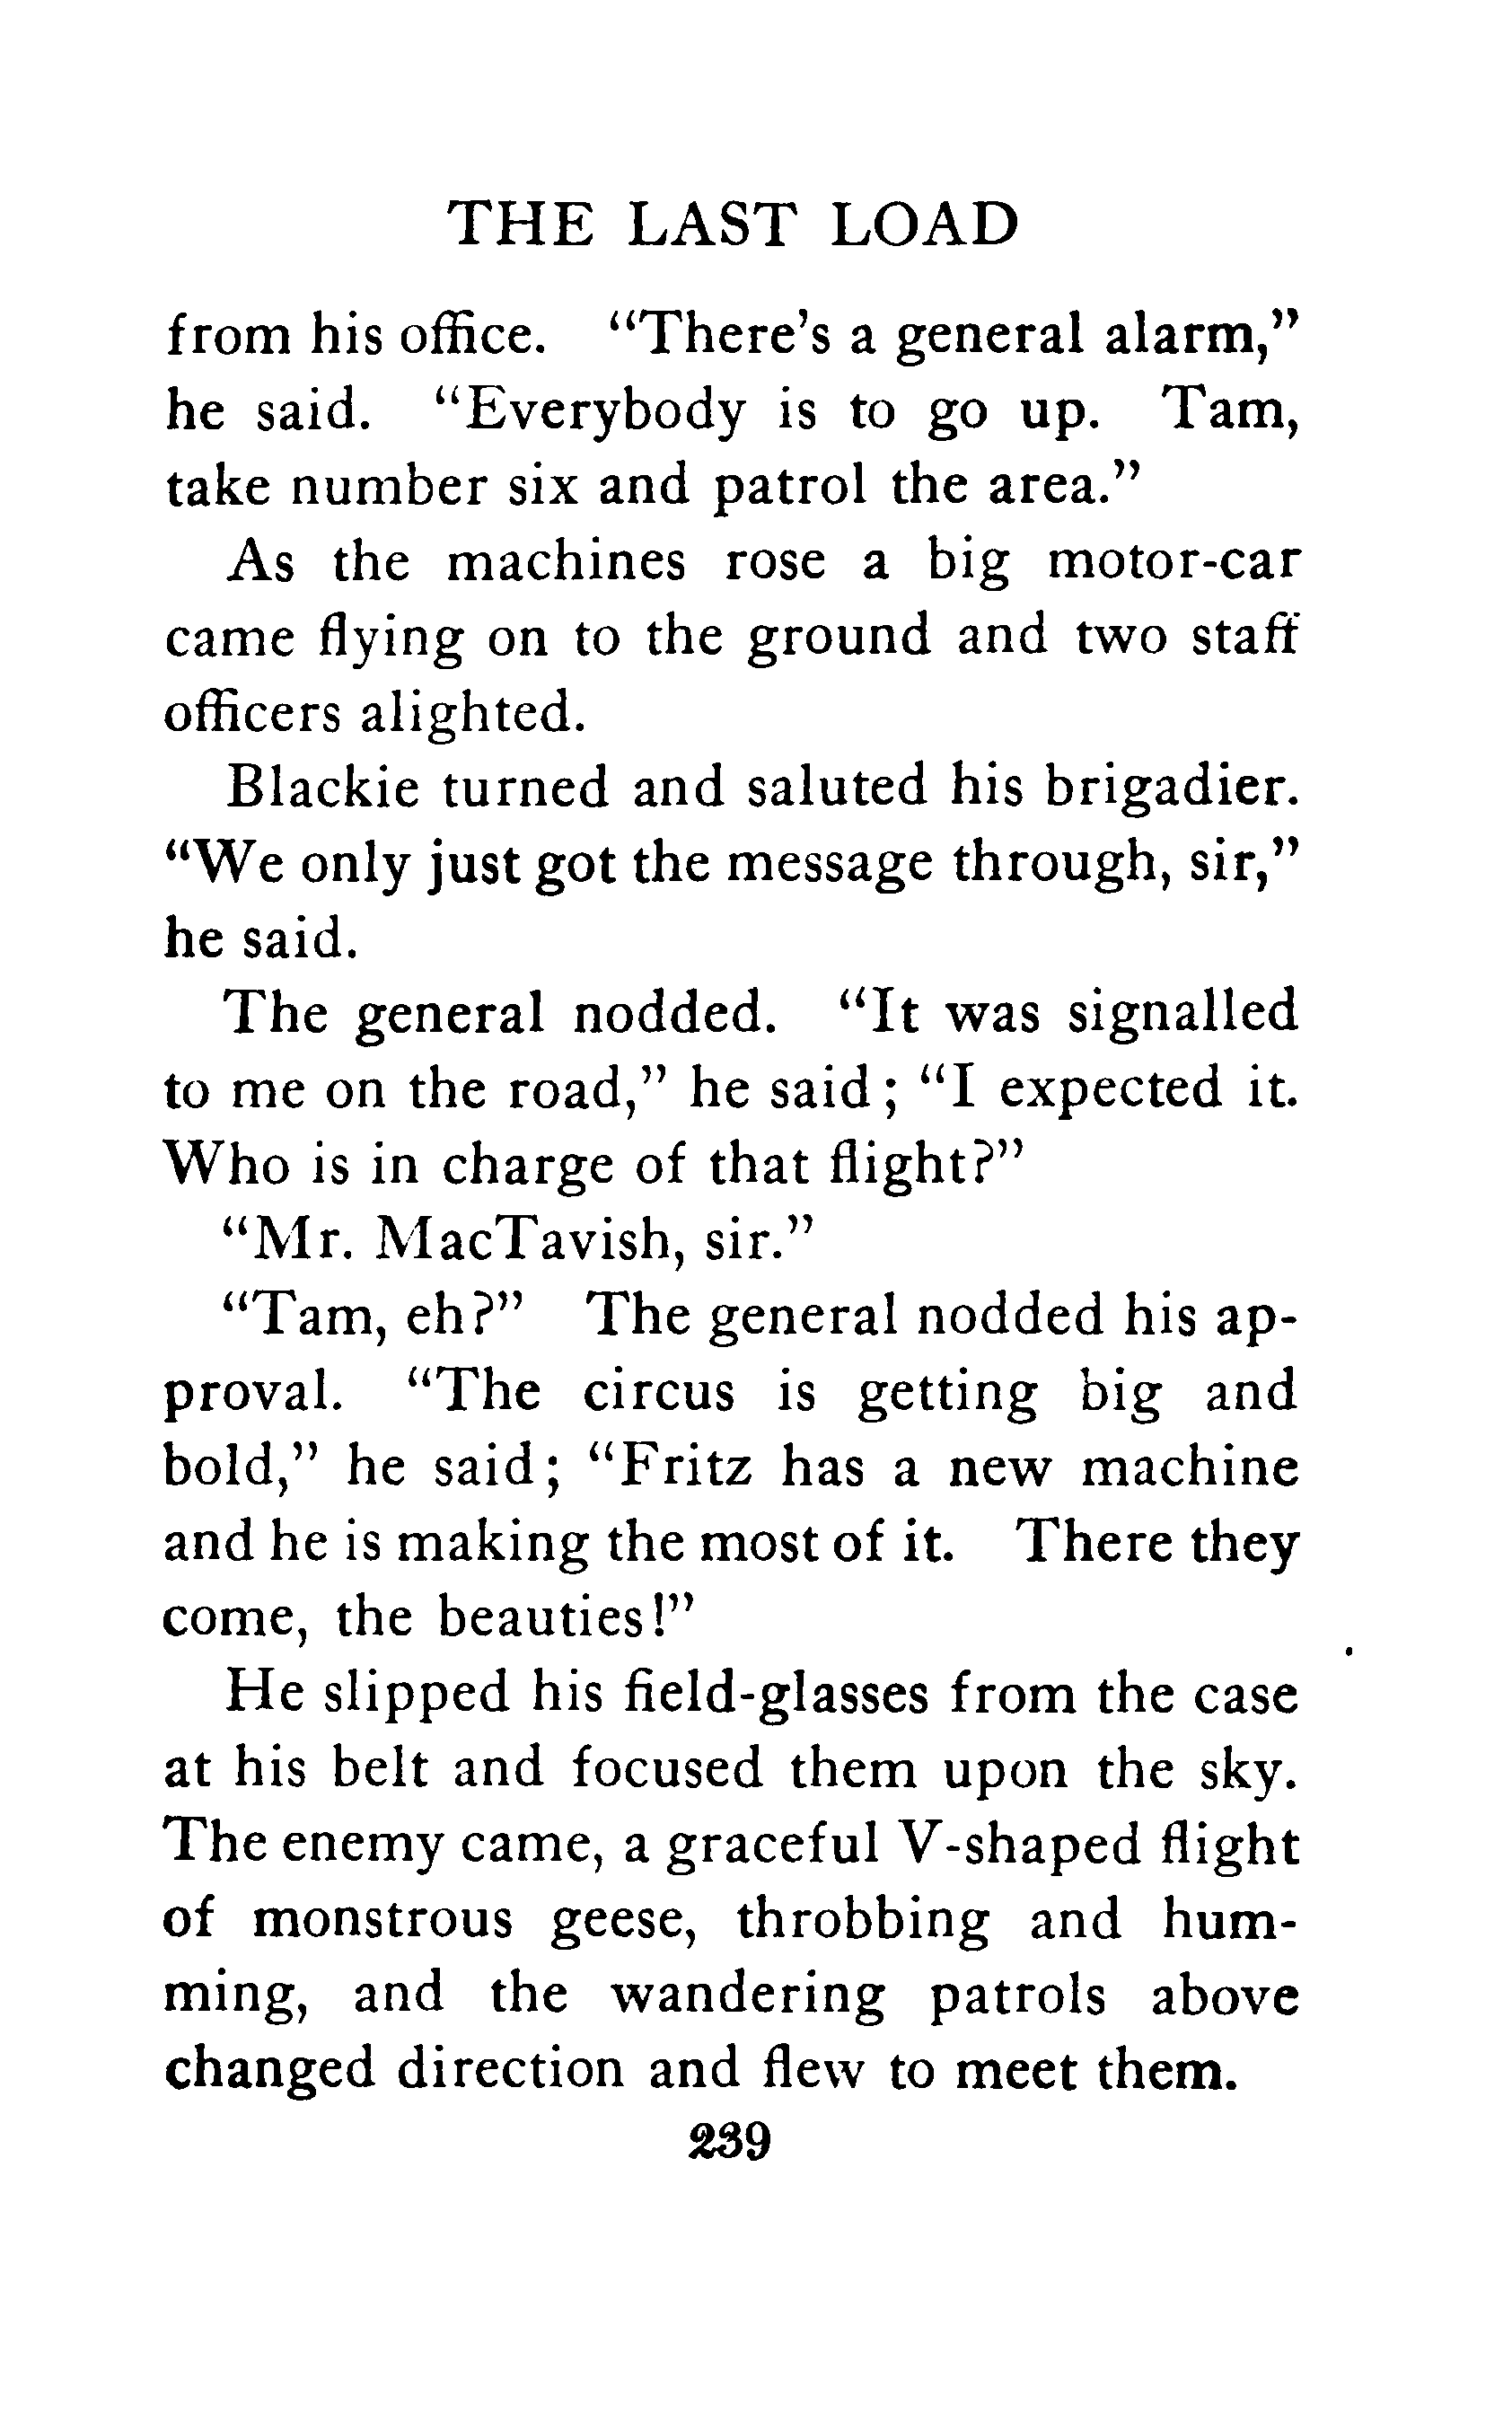 THE LAST LOAD
from his office. "There's a general alarm,"
he said. "Everybody is to go up. Tam,
take number six and patrol the area."
As the machines rose a big motor-car
came flying on to the ground and two staff
officers alighted.
Blackie turned and saluted his brigadier.
"We only just got the message through, sir,"
he said.
The general nodded. "It was signalled
to me on the road," he said; "I expected it.
Who is in charge of that flight?"
"Mr. MacTavish, sir."
"Tam, eh?" The general nodded his ap-
proval. "The circus is getting big and
bold," he said; "Fritz has a new machine
and he is making the most of it. There they
come, the beauties!"
He slipped his field-glasses from the case
at his belt and focused them upon the sky.
The enemy came, a graceful V-shaped flight
of monstrous geese, throbbing and hum-
ming, and the wandering patrols above
changed direction and flew to meet them.
239